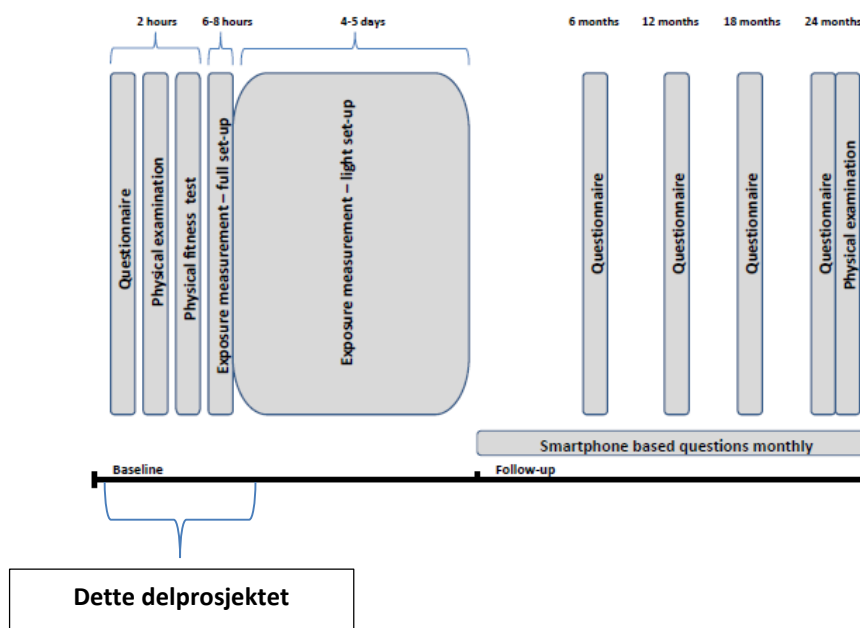 2 hours
6-8 hours
4-5 days
6 months
12 months
18 months
24 months
Questionnaire
Physical examination
Physical fitness test
Exposure measurement – full set-up
Exposure measurement – light set-up
Questionnaire
Questionnaire
Questionnaire
Questionnaire
Physical examination
Smartphone based questions monthly
Baseline
Follow-up
Dette delprosjektet